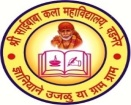 श्री साईबाबा कला महाविद्यालय, वडनेर
ज्ञानियाने उजळु या ग्राम ग्राम